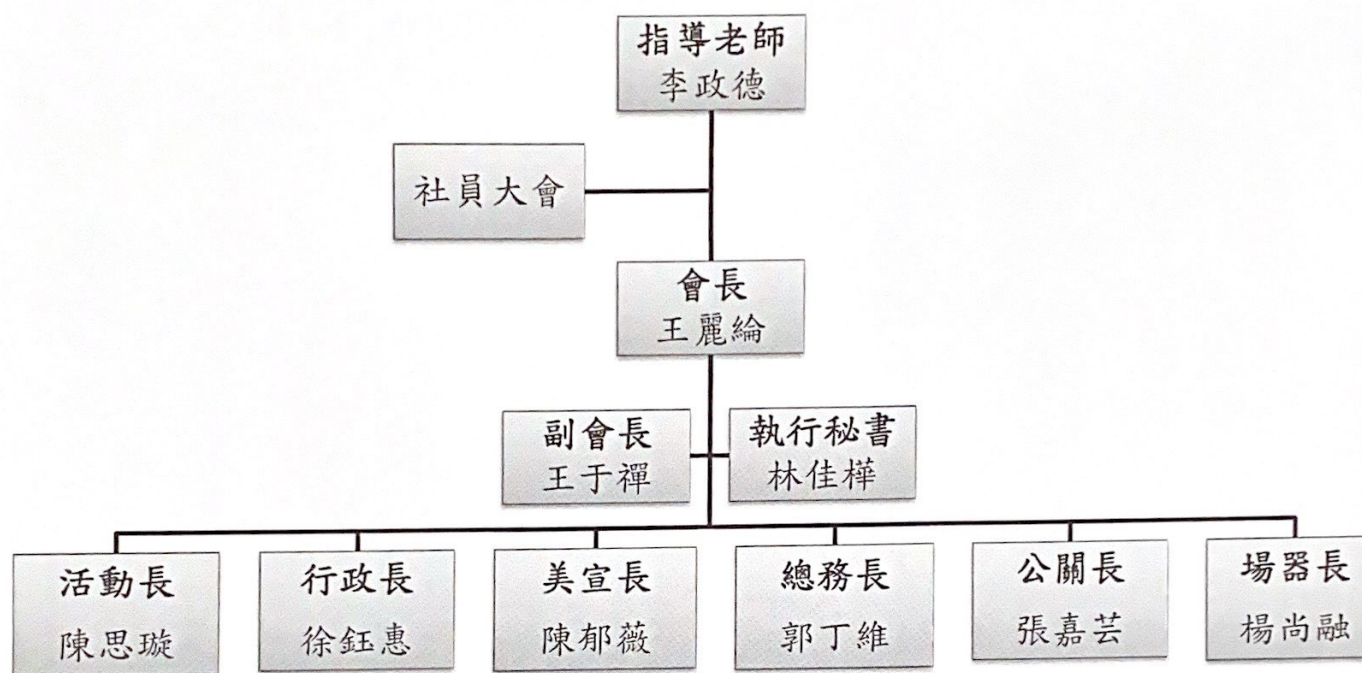 指導老師
李政德
社員大會
會長
王麗綸
副會長
王于禪
執行秘書
林佳樺
活動長
陳思璇
行政長
徐鈺惠
美宣長
陳郁薇
總務長
郭丁維
公關長
張嘉芸
場器長
楊尚融